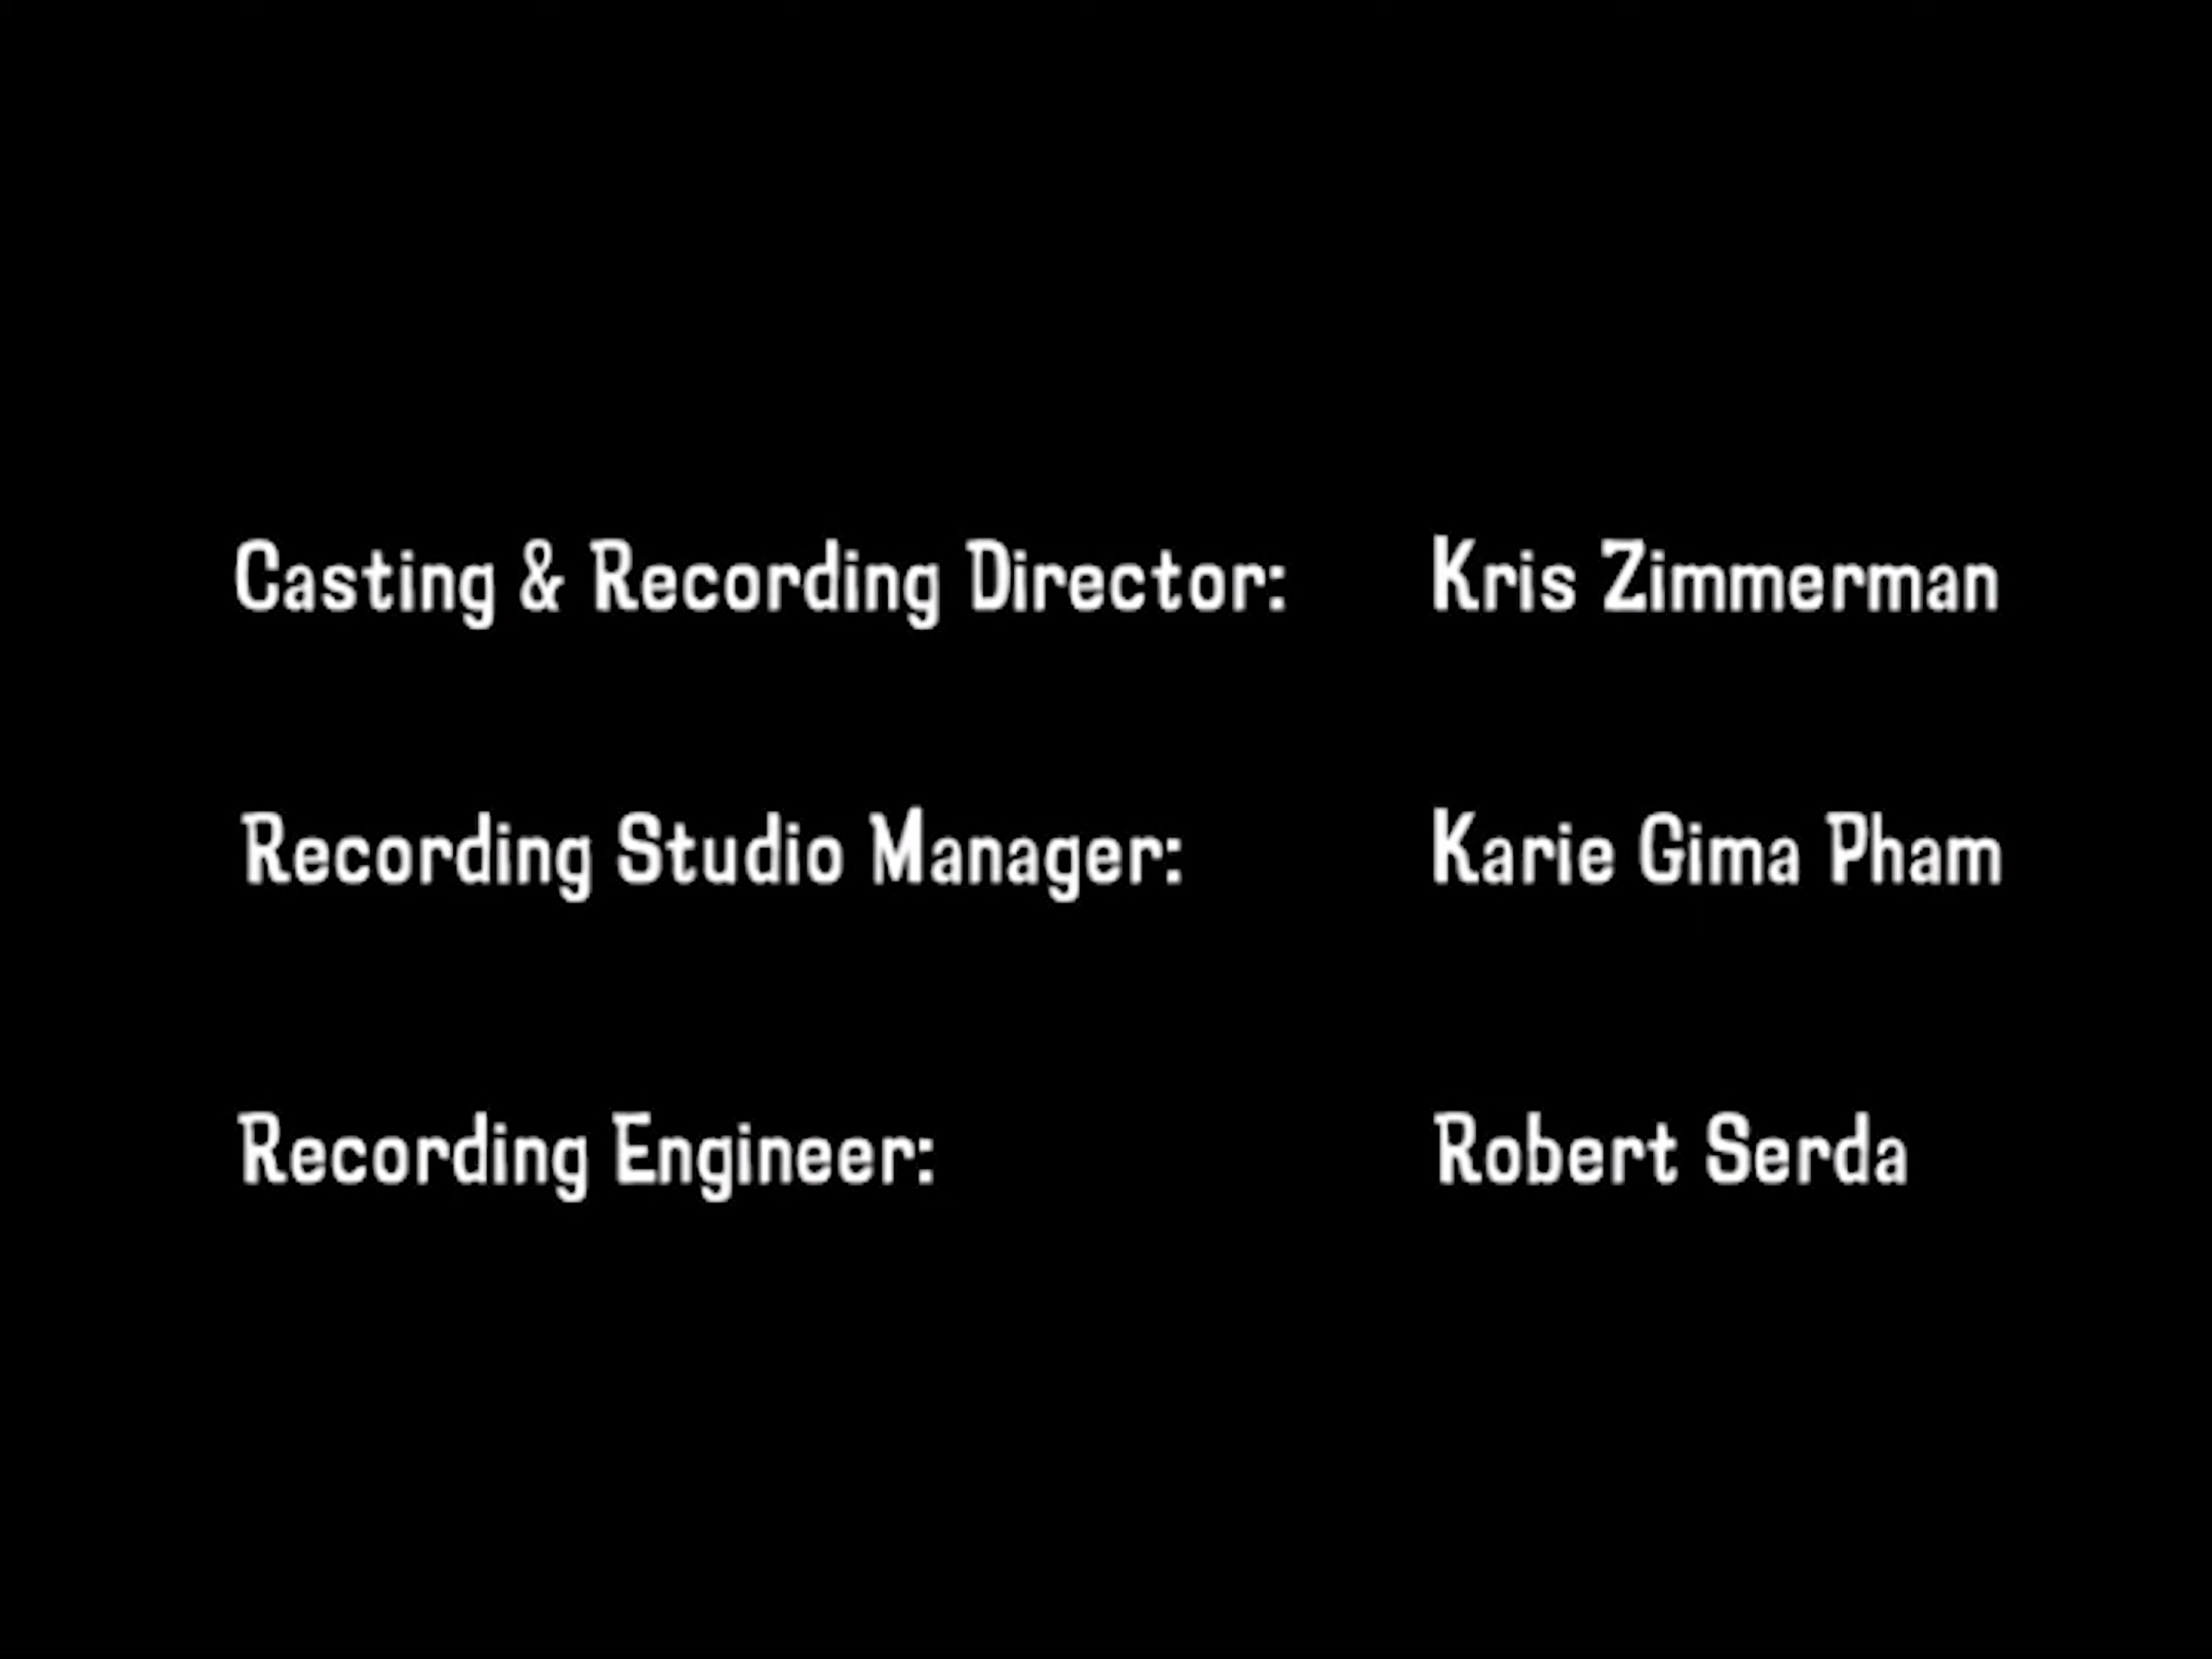 Casting & Recording Director: Kris Zimmerman
Recording Studio Manager: Karie Gima Pham
Recording Engineer: Robert Serda